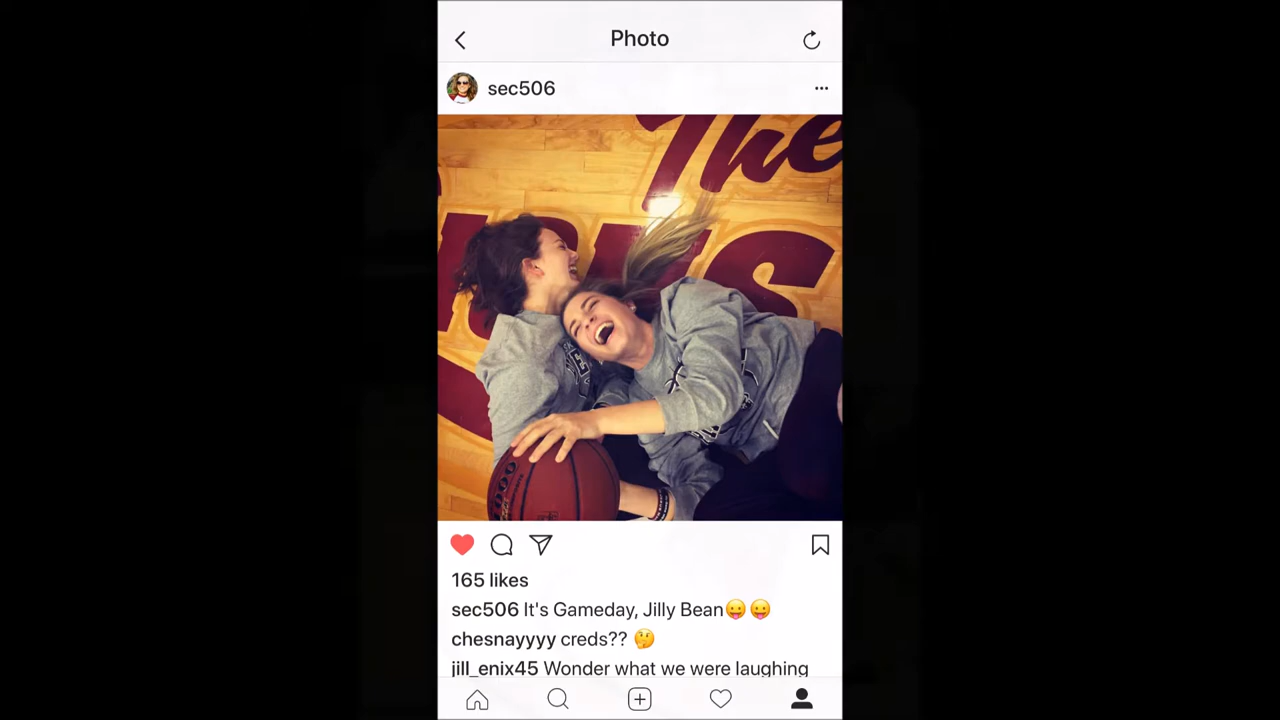 Photo
sec506
The
165 likes
sec506 It's Gameday, Jilly Bean😛 😛
chesnayyyy creds?? 🤔
jill_enix45 Wonder what we were laughing